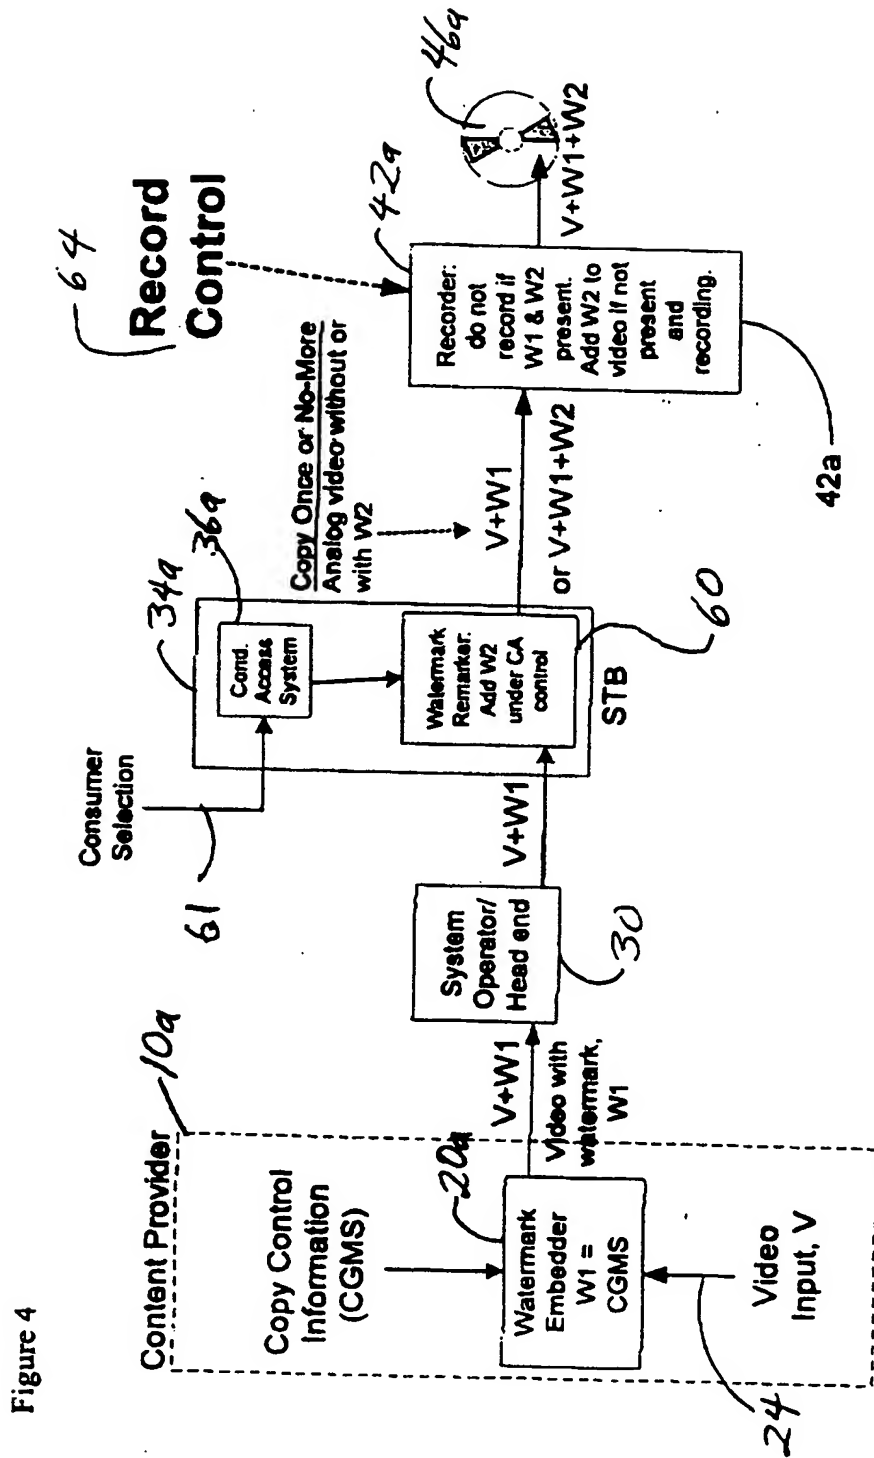 Figure 4
Content Provider
10a
Copy Control
Information
(CGMS)
20a
Watermark
Embedder
W1 =
CGMS
Video
Input, V
24
V+W1
Video with
watermark,
W1
System
Operator/
Head end
30
V+W1
Consumer
Selection
61
34a
36a
Cond.
Access
System
Watermark
Remarker:
Add W2
under CA
control
60
STB
Copy Once or No-More
Analog video without or
with W2
V+W1
or V+W1+W2
64
Record
Control
42a
Recorder:
do not
record if
W1 & W2
present.
Add W2 to
video if not
present
and
recording.
42a
V+W1+W2
46a